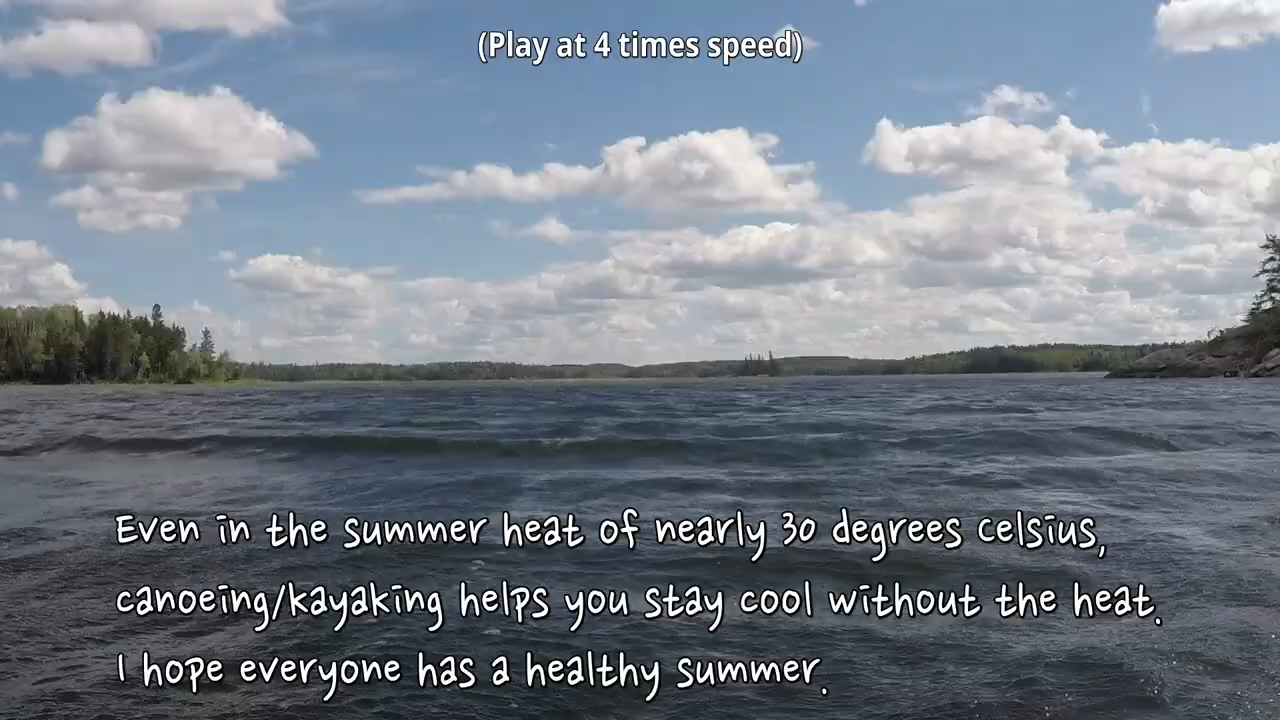 (Play at 4 times speed)
Even in the summer heat of nearly 30 degrees celsius,
canoeing/kayaking helps you stay cool without the heat.
I hope everyone has a healthy summer.